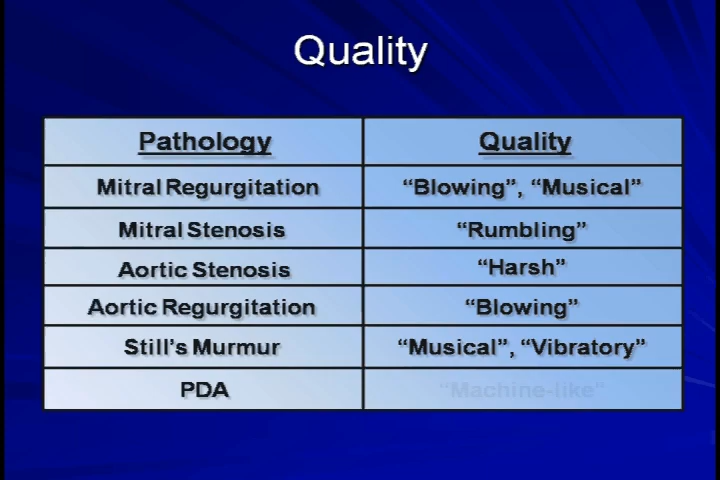 Quality
Pathology Quality
Mitral Regurgitation “Blowing”, “Musical”
Mitral Stenosis “Rumbling”
Aortic Stenosis “Harsh”
Aortic Regurgitation “Blowing”
Still’s Murmur “Musical”, “Vibratory”
PDA “Machine-like”